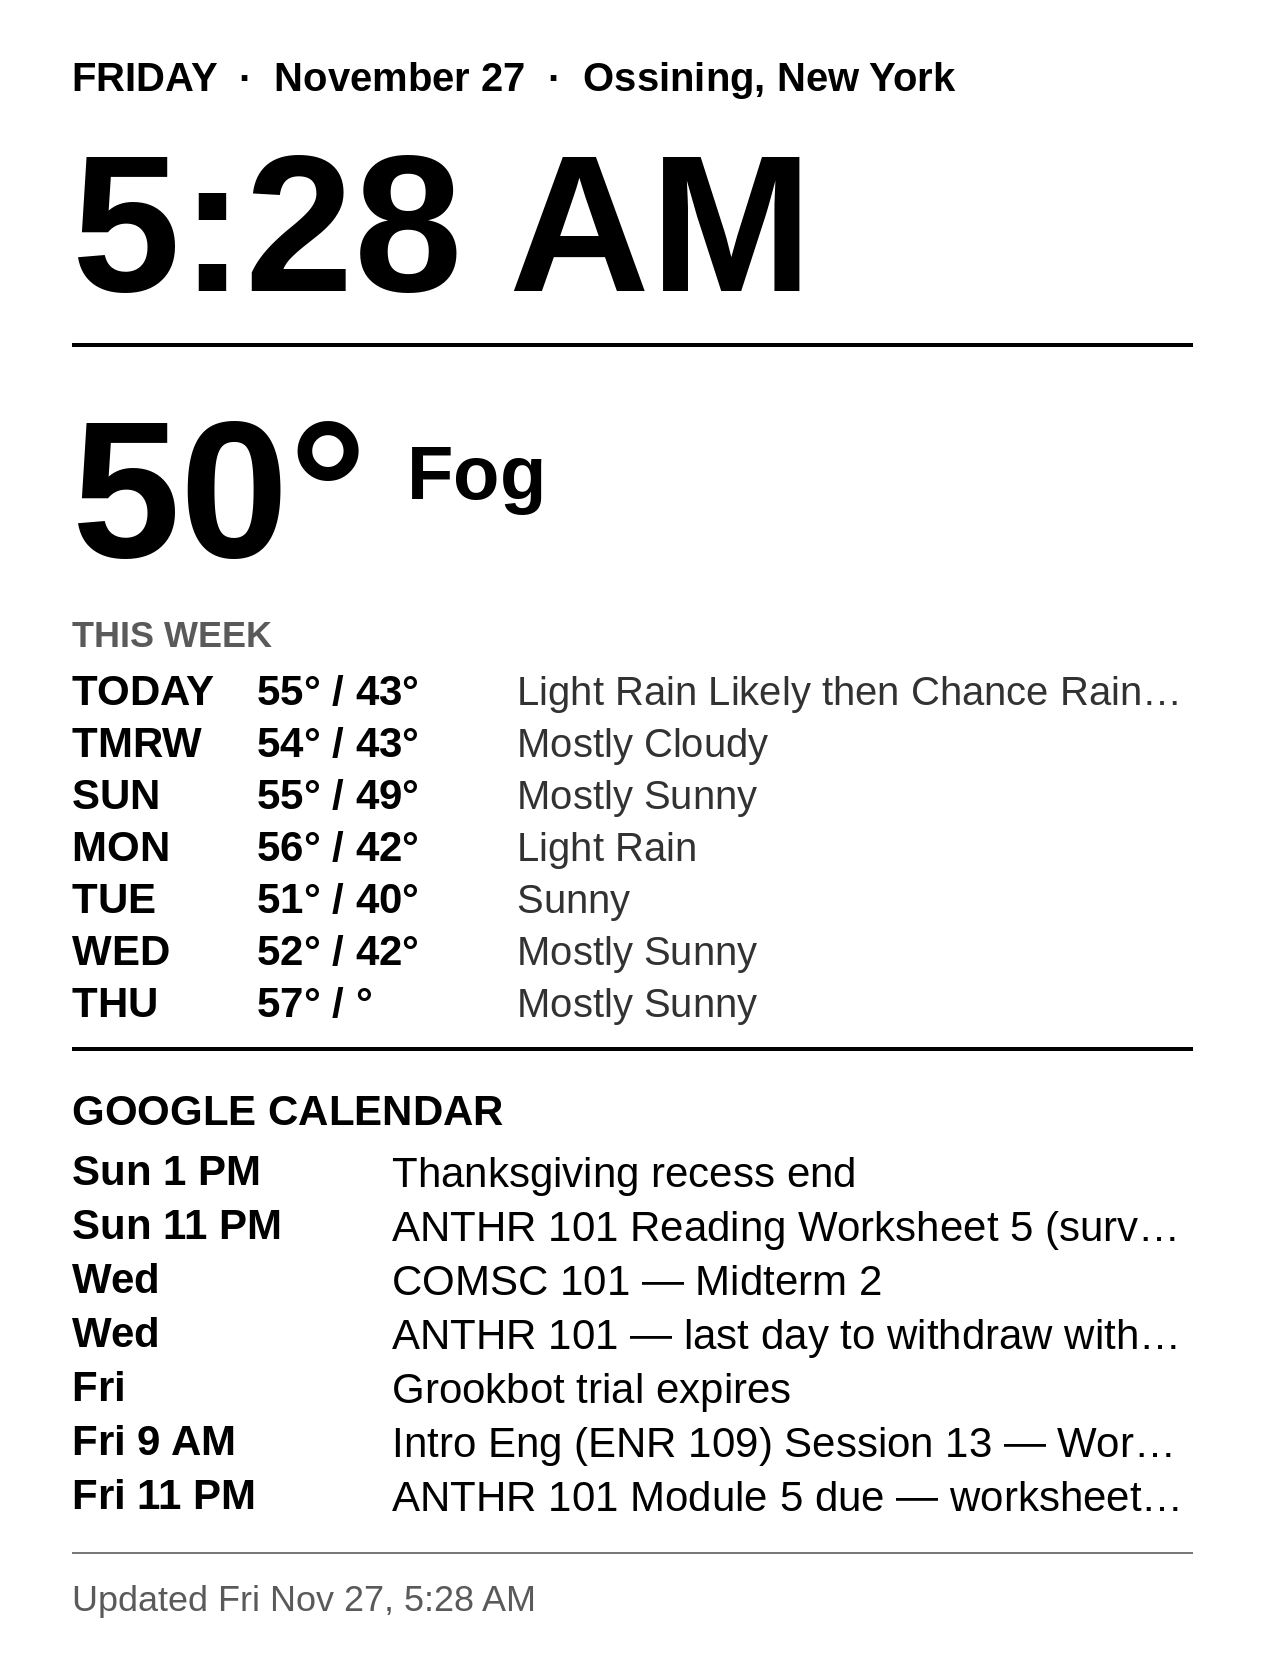 FRIDAY · November 27 · Ossining, New York
5:28 AM
50° Fog
THIS WEEK
TODAY 55° / 43° Light Rain Likely then Chance Rain…
TMRW 54° / 43° Mostly Cloudy
SUN 55° / 49° Mostly Sunny
MON 56° / 42° Light Rain
TUE 51° / 40° Sunny
WED 52° / 42° Mostly Sunny
THU 57° / ° Mostly Sunny
GOOGLE CALENDAR
Sun 1 PM Thanksgiving recess end
Sun 11 PM ANTHR 101 Reading Worksheet 5 (surv…
Wed COMSC 101 — Midterm 2
Wed ANTHR 101 — last day to withdraw with…
Fri Grookbot trial expires
Fri 9 AM Intro Eng (ENR 109) Session 13 — Wor…
Fri 11 PM ANTHR 101 Module 5 due — worksheet…
Updated Fri Nov 27, 5:28 AM